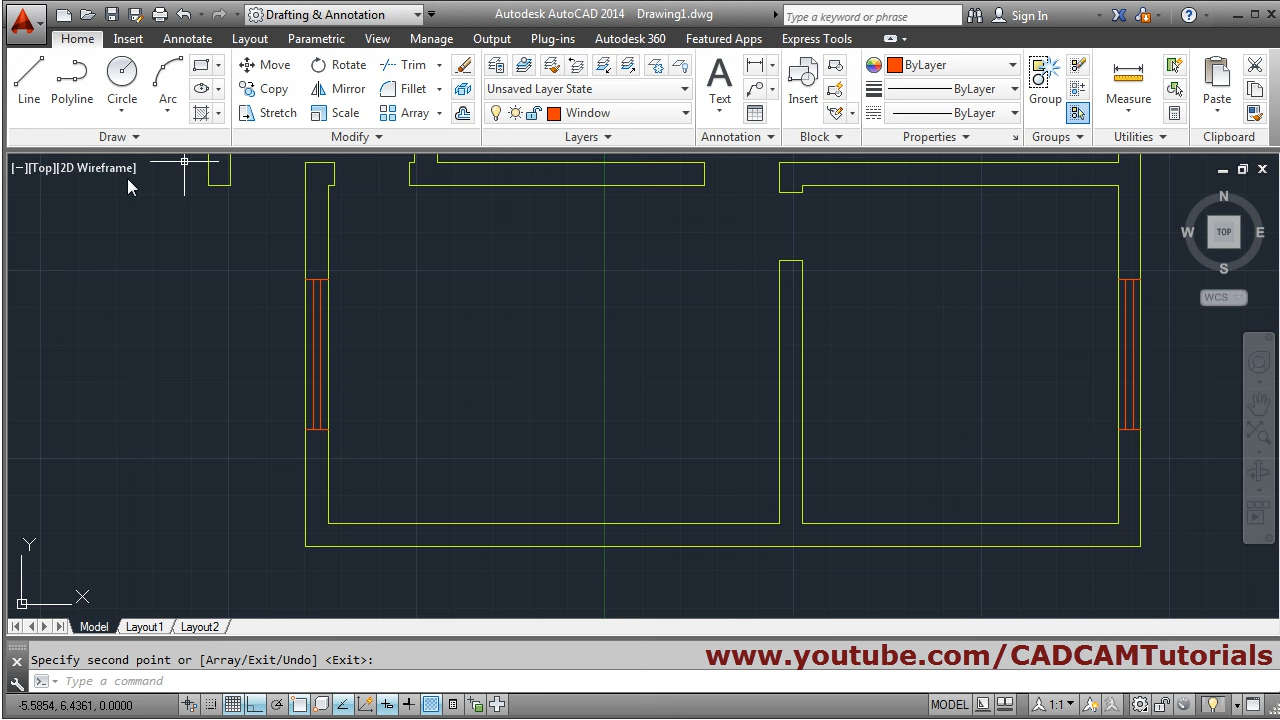 Drafting & Annotation
Autodesk AutoCAD 2014 Drawing1.dwg
Type a keyword or phrase
Sign In
Home Insert Annotate Layout Parametric View Manage Output Plug-ins Autodesk 360 Featured Apps Express Tools
Line Polyline Circle Arc
Move Rotate Trim
Copy Mirror Fillet
Stretch Scale Array
Unsaved Layer State
Window
Text
Insert
ByLayer
ByLayer
ByLayer
Group
Measure
Paste
Draw Modify Layers Annotation Block Properties Groups Utilities Clipboard
[−][Top][2D Wireframe]
N
W TOP E
S
WCS
Y
X
Model Layout1 Layout2
Specify second point or [Array/Exit/Undo] <Exit>:
Type a command
www.youtube.com/CADCAMTutorials
-5.5854, 6.4361, 0.0000
MODEL
1:1